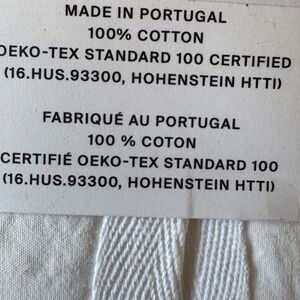 MADE IN PORTUGAL
100% COTTON
OEKO-TEX STANDARD 100 CERTIFIED
(16.HUS.93300, HOHENSTEIN HTTI)
FABRIQUÉ AU PORTUGAL
100 % COTON
CERTIFIÉ OEKO-TEX STANDARD 100
(16.HUS.93300, HOHENSTEIN HTTI)